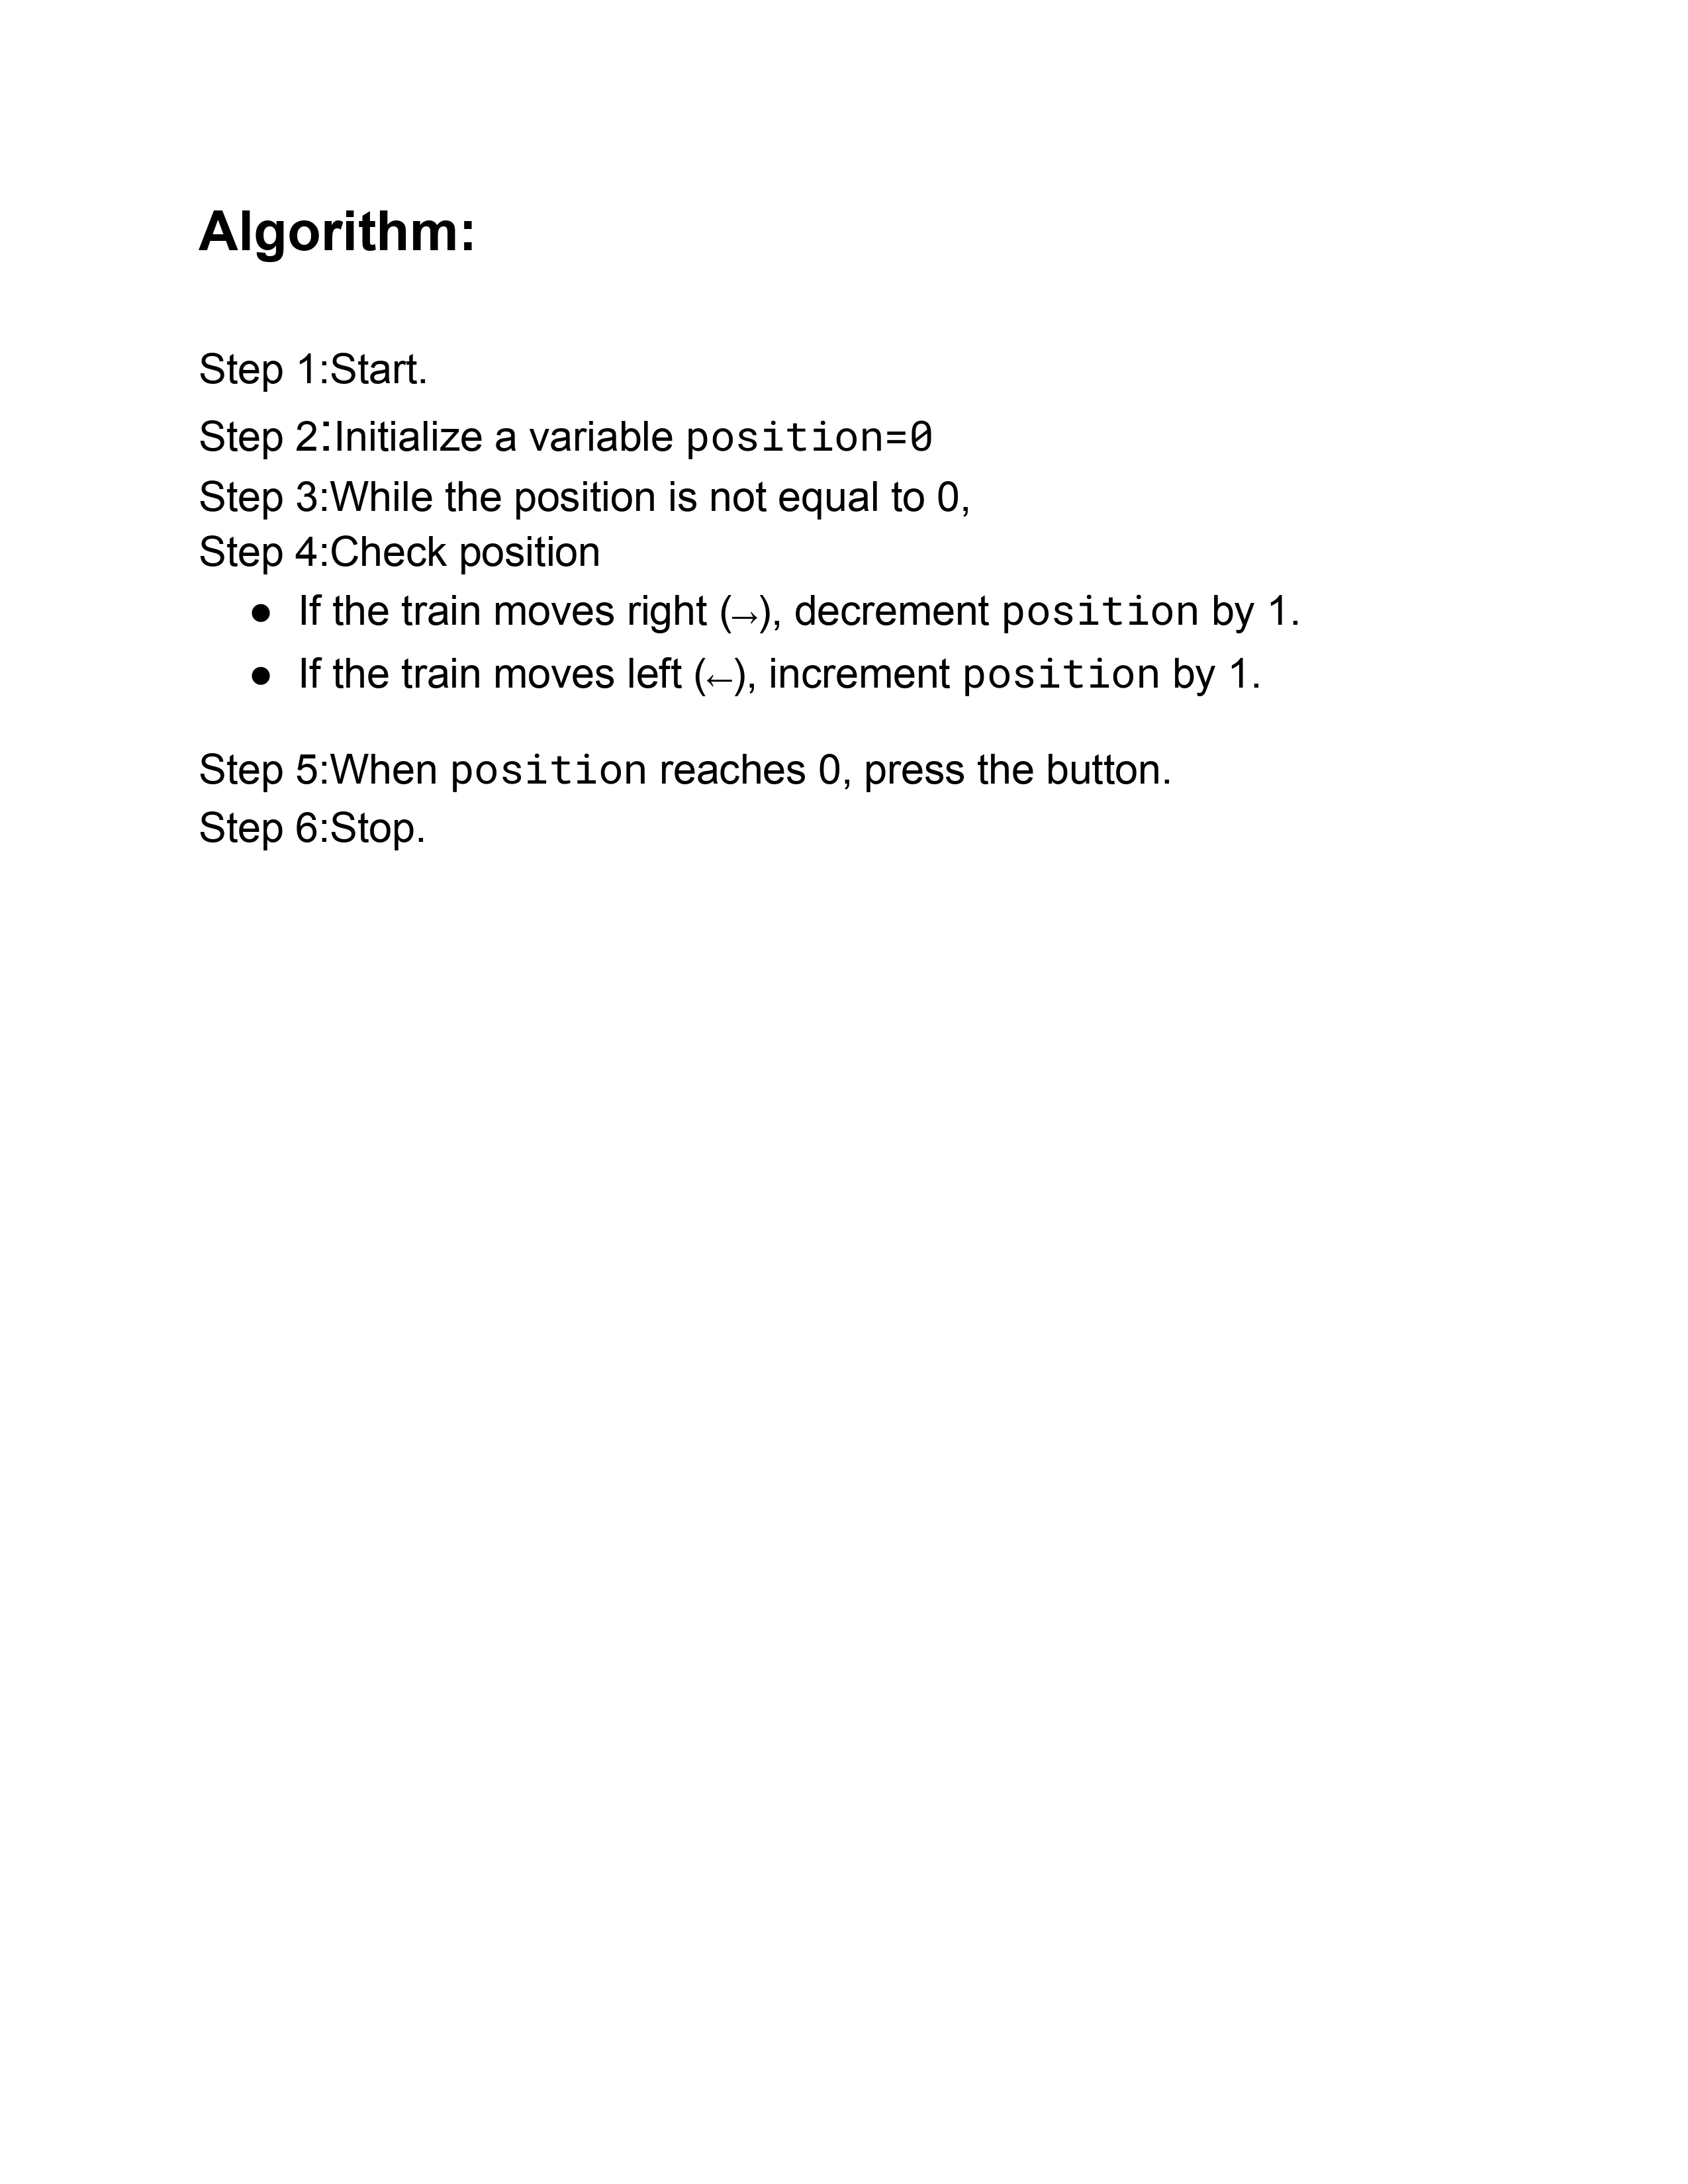 Algorithm:
Step 1:Start.
Step 2:Initialize a variable position=0
Step 3:While the position is not equal to 0,
Step 4:Check position
● If the train moves right (→), decrement position by 1.
● If the train moves left (←), increment position by 1.
Step 5:When position reaches 0, press the button.
Step 6:Stop.